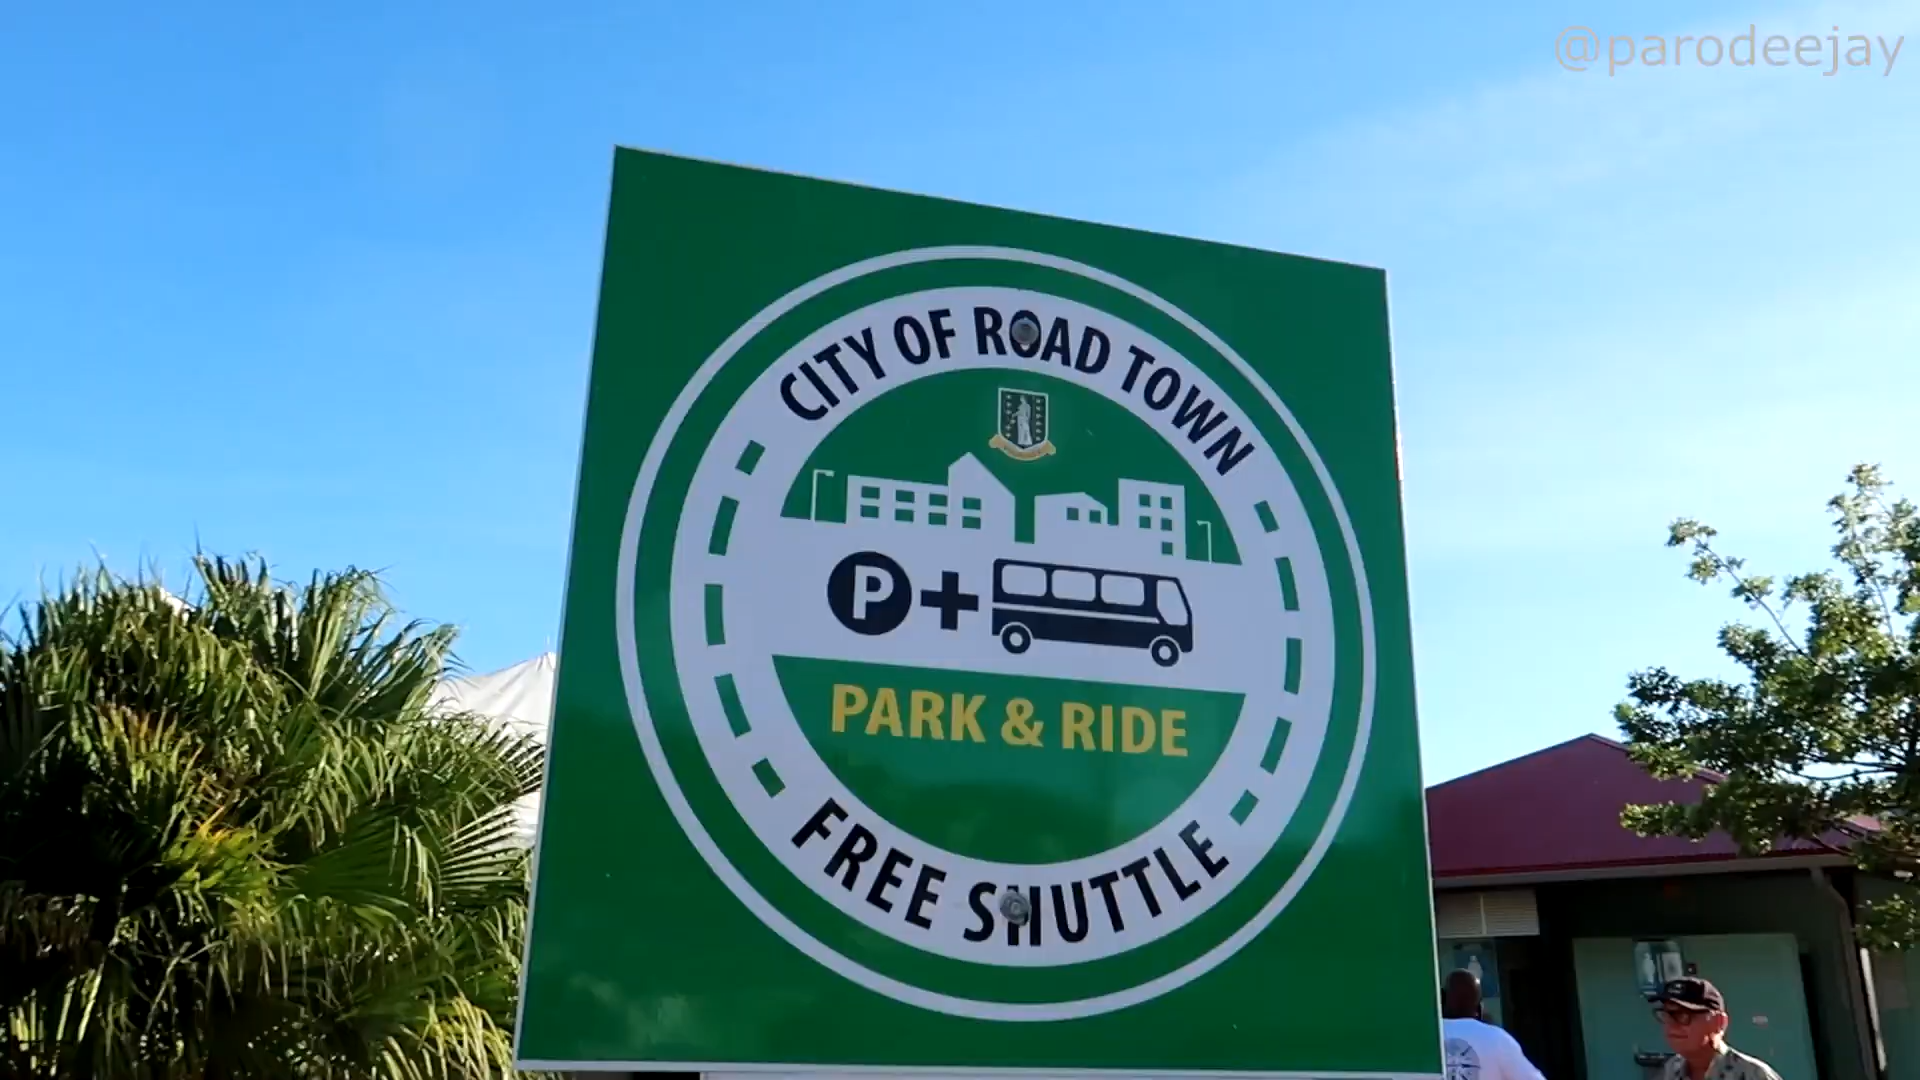 @parodeejay
CITY OF ROAD TOWN
P+
PARK & RIDE
FREE SHUTTLE